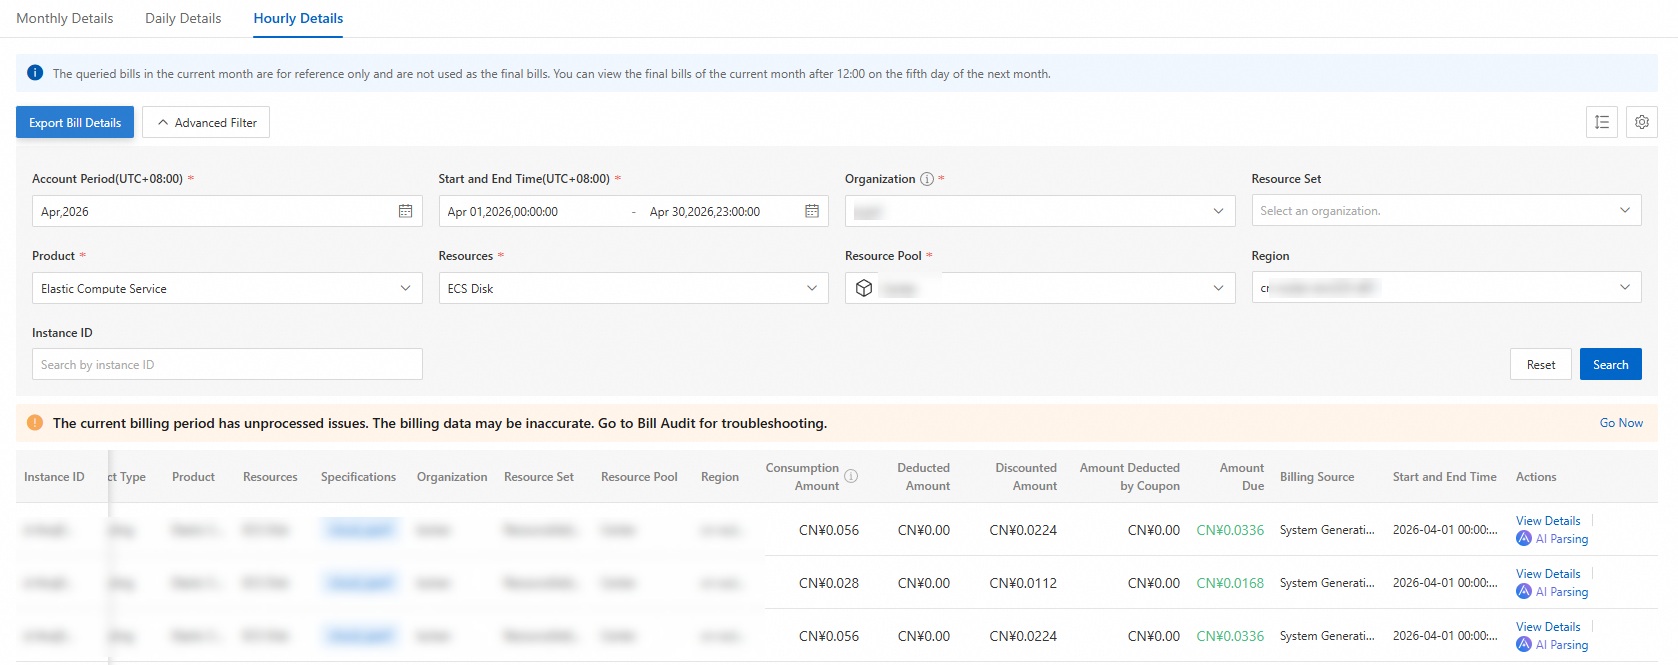 Monthly Details Daily Details Hourly Details
The queried bills in the current month are for reference only and are not used as the final bills. You can view the final bills of the current month after 12:00 on the fifth day of the next month.
Export Bill Details Advanced Filter
Account Period(UTC+08:00) * Start and End Time(UTC+08:00) * Organization * Resource Set
Apr,2026 Apr 01,2026,00:00:00 - Apr 30,2026,23:00:00 Select an organization.
Product * Resources * Resource Pool * Region
Elastic Compute Service ECS Disk
Instance ID
Search by instance ID Reset Search
The current billing period has unprocessed issues. The billing data may be inaccurate. Go to Bill Audit for troubleshooting. Go Now
Instance ID ct Type Product Resources Specifications Organization Resource Set Resource Pool Region Consumption Amount Deducted Amount Discounted Amount Amount Deducted by Coupon Amount Due Billing Source Start and End Time Actions
CN¥0.056 CN¥0.00 CN¥0.0224 CN¥0.00 CN¥0.0336 System Generati... 2026-04-01 00:00:... View Details
AI Parsing
CN¥0.028 CN¥0.00 CN¥0.0112 CN¥0.00 CN¥0.0168 System Generati... 2026-04-01 00:00:... View Details
AI Parsing
CN¥0.056 CN¥0.00 CN¥0.0224 CN¥0.00 CN¥0.0336 System Generati... 2026-04-01 00:00:... View Details
AI Parsing